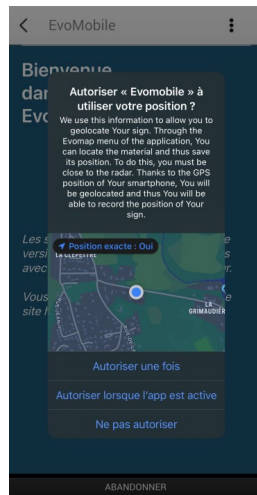 EvoMobile
Bienvenue
dan
Evo
Autoriser « Evomobile » à
utiliser votre position ?
We use this information to allow you to
geolocate Your sign. Through the
Evomap menu of the application, You
can locate the material and thus save
its position. To do this, you must be
close to the radar. Thanks to the GPS
position of Your smartphone, You will
be geolocated and thus You will be
able to record the position of Your
sign.
Les s
versi
avec
Position exacte : Oui
LA GRIMAUDIÈR
Vous
site h
Autoriser une fois
Autoriser lorsque l'app est active
Ne pas autoriser
ABANDONNER